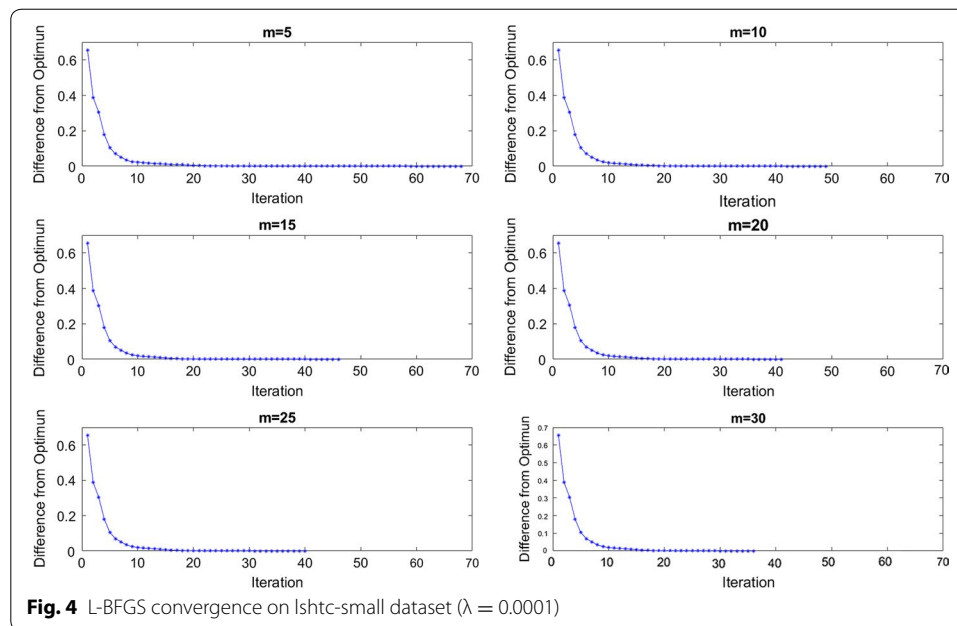 m=5
Difference from Optimun
0.6
0.4
0.2
0
0 10 20 30 40 50 60 70
Iteration
m=10
Difference from Optimun
0.6
0.4
0.2
0
0 10 20 30 40 50 60 70
Iteration
m=15
Difference from Optimun
0.6
0.4
0.2
0
0 10 20 30 40 50 60 70
Iteration
m=20
Difference from Optimun
0.6
0.4
0.2
0
0 10 20 30 40 50 60 70
Iteration
m=25
Difference from Optimun
0.6
0.4
0.2
0
0 10 20 30 40 50 60 70
Iteration
m=30
Difference from Optimun
0.7
0.6
0.5
0.4
0.3
0.2
0.1
0
0 10 20 30 40 50 60 70
Iteration
Fig. 4 L-BFGS convergence on lshtc-small dataset (λ = 0.0001)